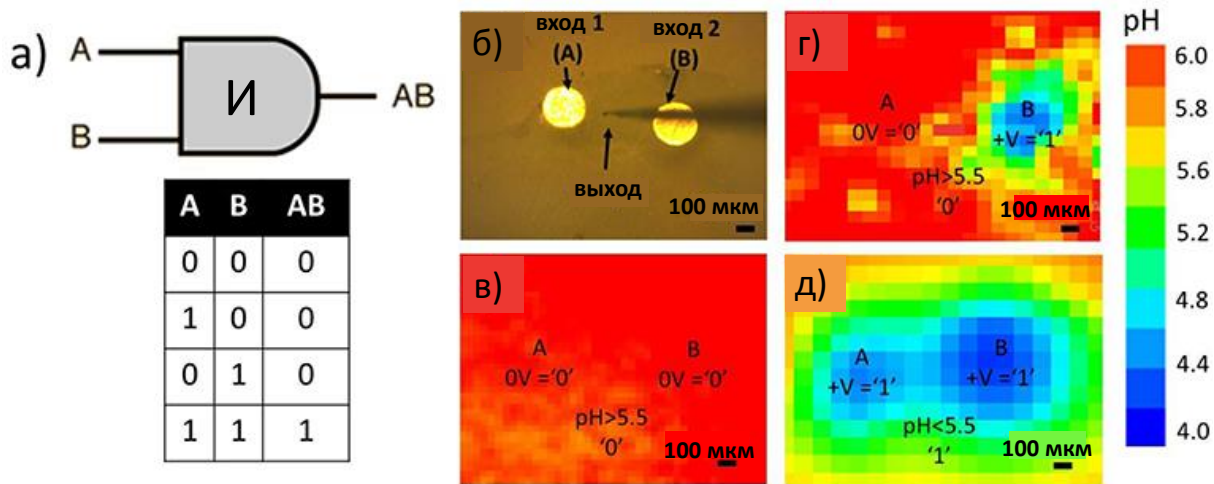 а)
A
B
И
AB
A B AB
0 0 0
1 0 0
0 1 0
1 1 1
б)
вход 1
(A)
вход 2
(B)
выход
100 мкм
в)
A
0V =‘0’
B
0V =‘0’
pH>5.5
‘0’
100 мкм
г)
A
0V =‘0’
B
+V =‘1’
pH>5.5
‘0’
100 мкм
д)
A
+V =‘1’
B
+V =‘1’
pH<5.5
‘1’
100 мкм
pH
6.0
5.8
5.6
5.2
4.8
4.4
4.0